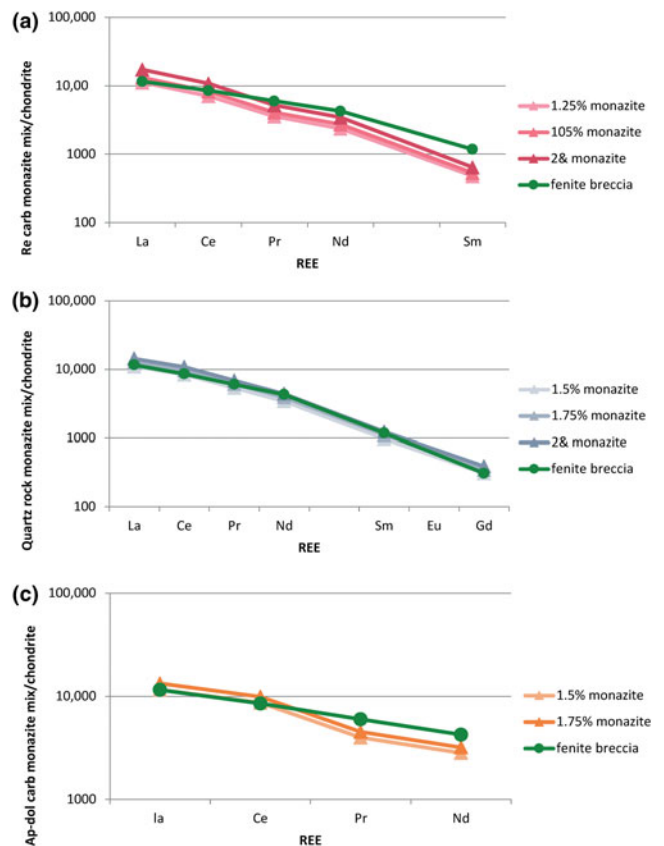 (a)
Re carb monazite mix/chondrite
100,000
10,00
1000
100
La Ce Pr Nd Sm
REE
1.25% monazite
105% monazite
2& monazite
fenite breccia
(b)
Quartz rock monazite mix/chondrite
100,000
10,000
1000
100
La Ce Pr Nd Sm Eu Gd
REE
1.5% monazite
1.75% monazite
2& monazite
fenite breccia
(c)
Ap-dol carb monazite mix/chondrite
100,000
10,000
1000
la Ce Pr Nd
REE
1.5% monazite
1.75% monazite
fenite breccia